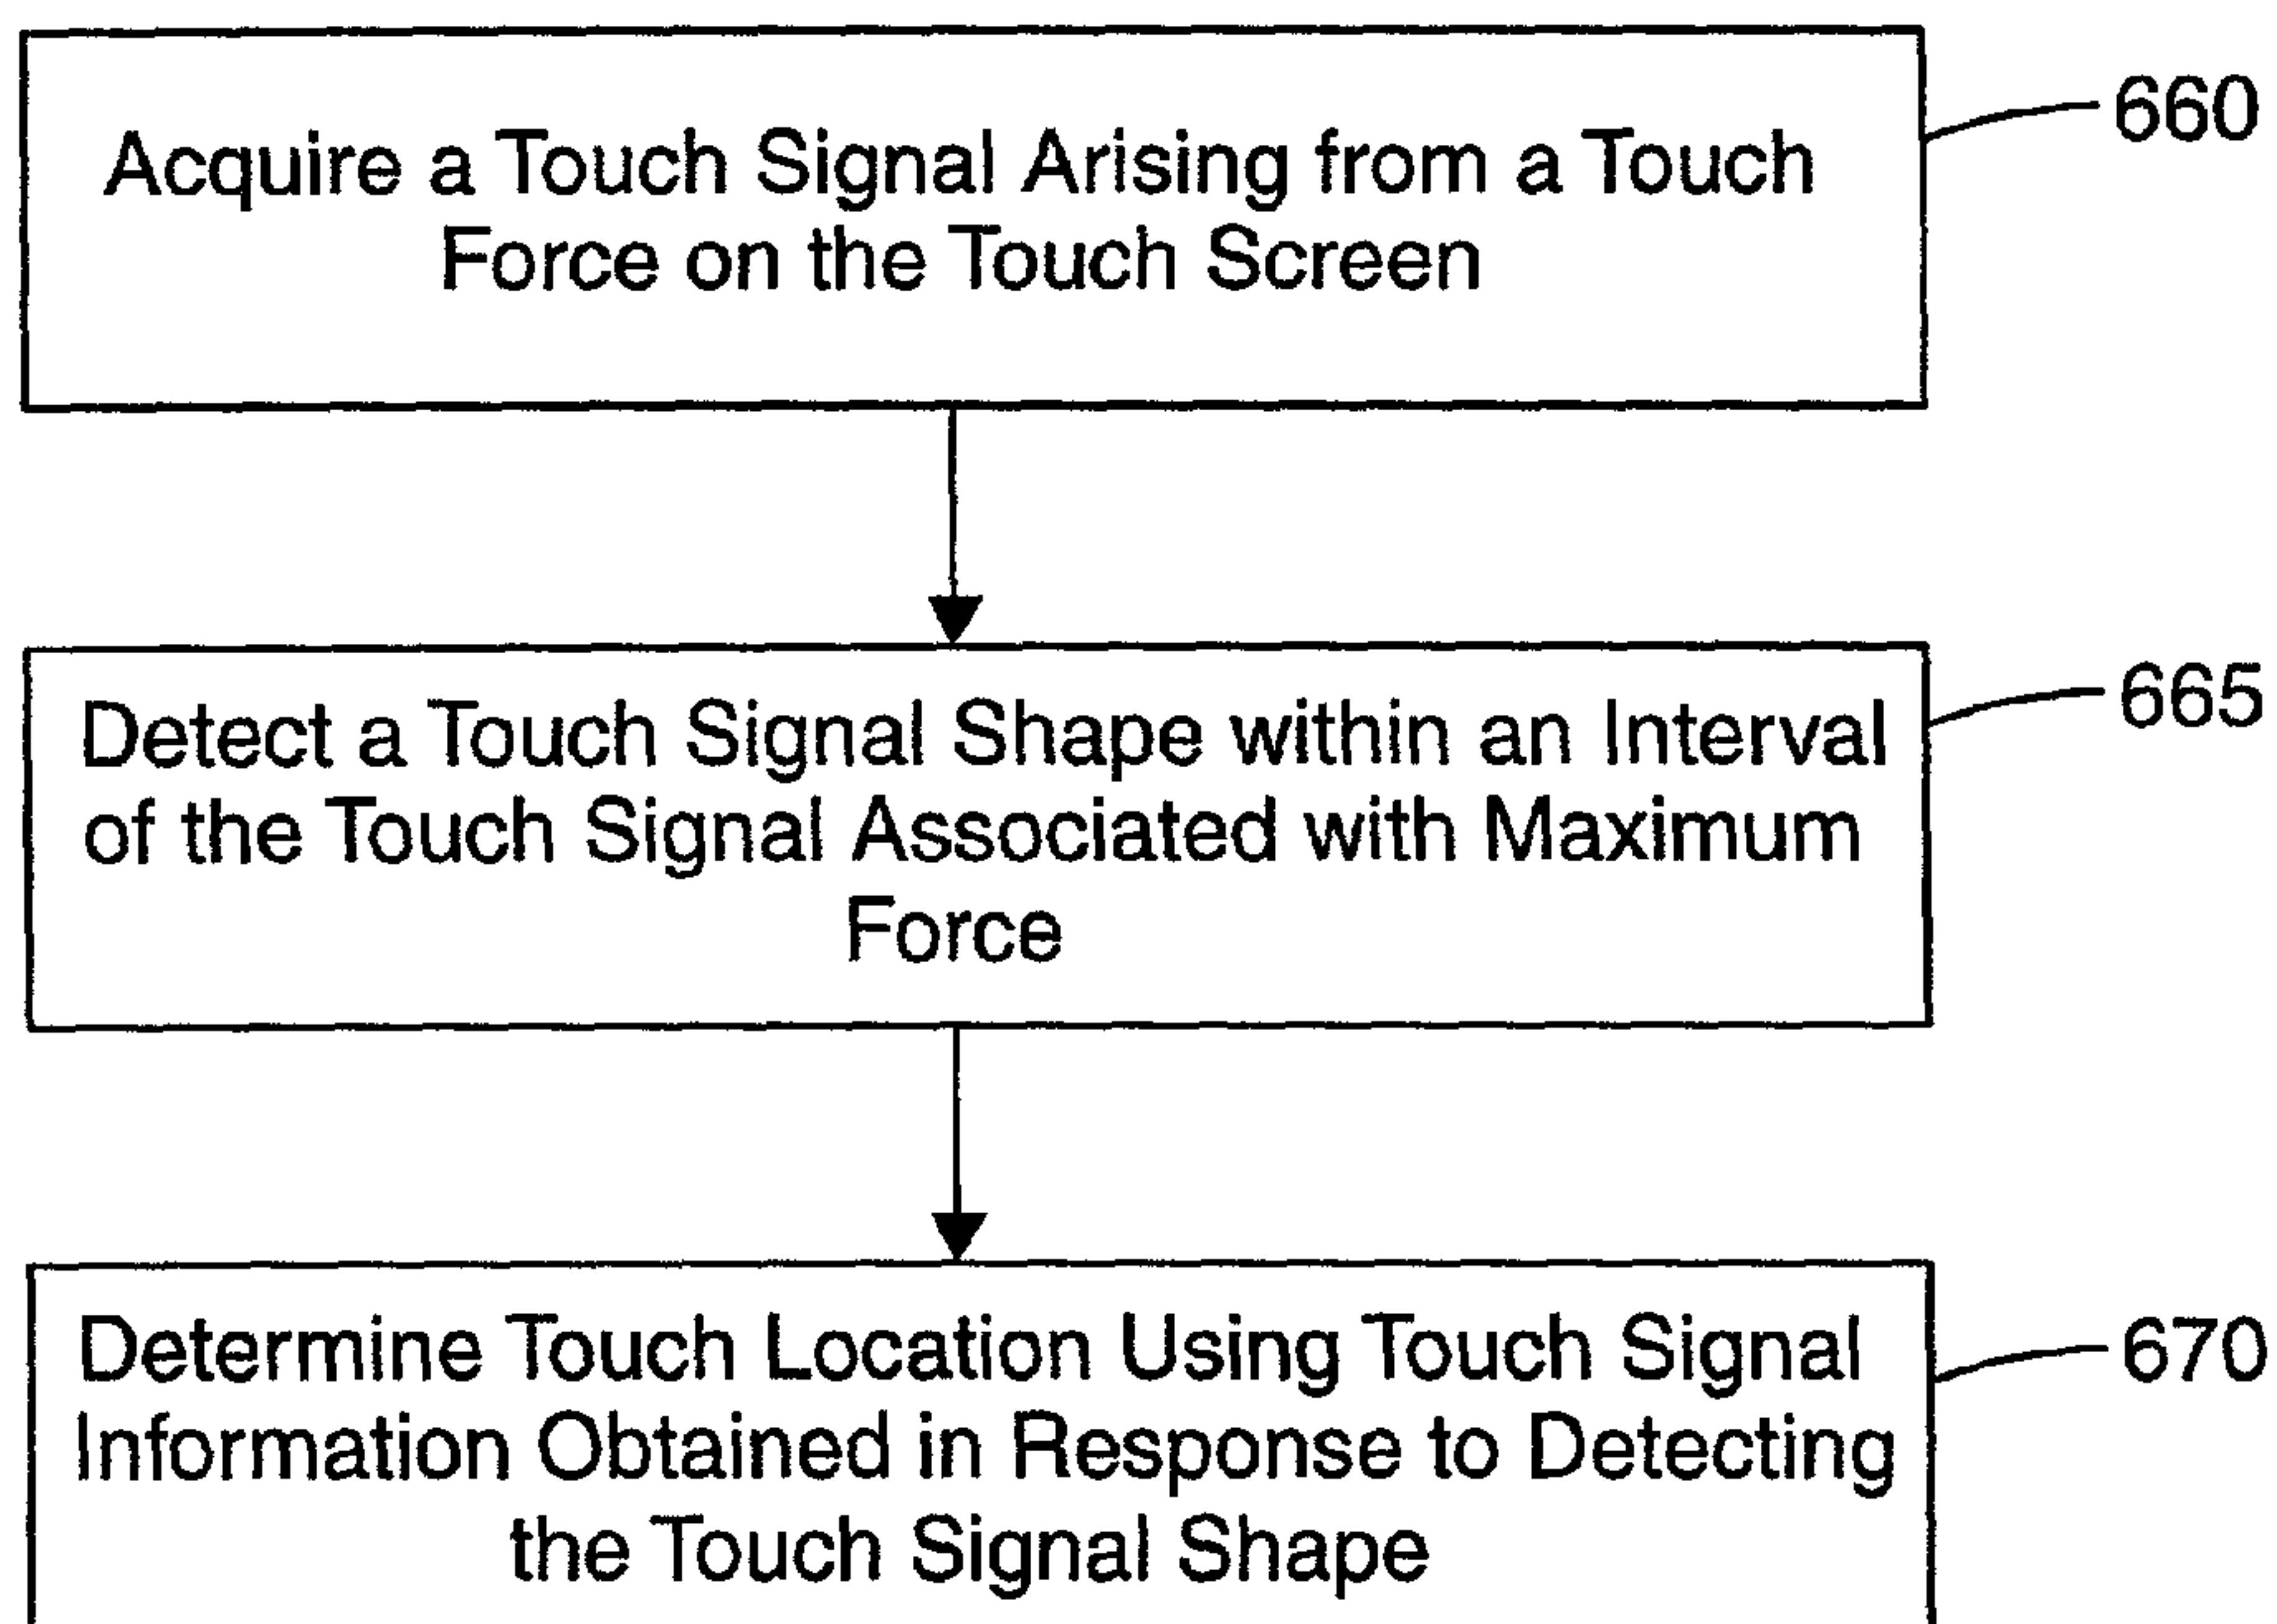 Acquire a Touch Signal Arising from a Touch
Force on the Touch Screen
660
Detect a Touch Signal Shape within an Interval
of the Touch Signal Associated with Maximum
Force
665
Determine Touch Location Using Touch Signal
Information Obtained in Response to Detecting
the Touch Signal Shape
670